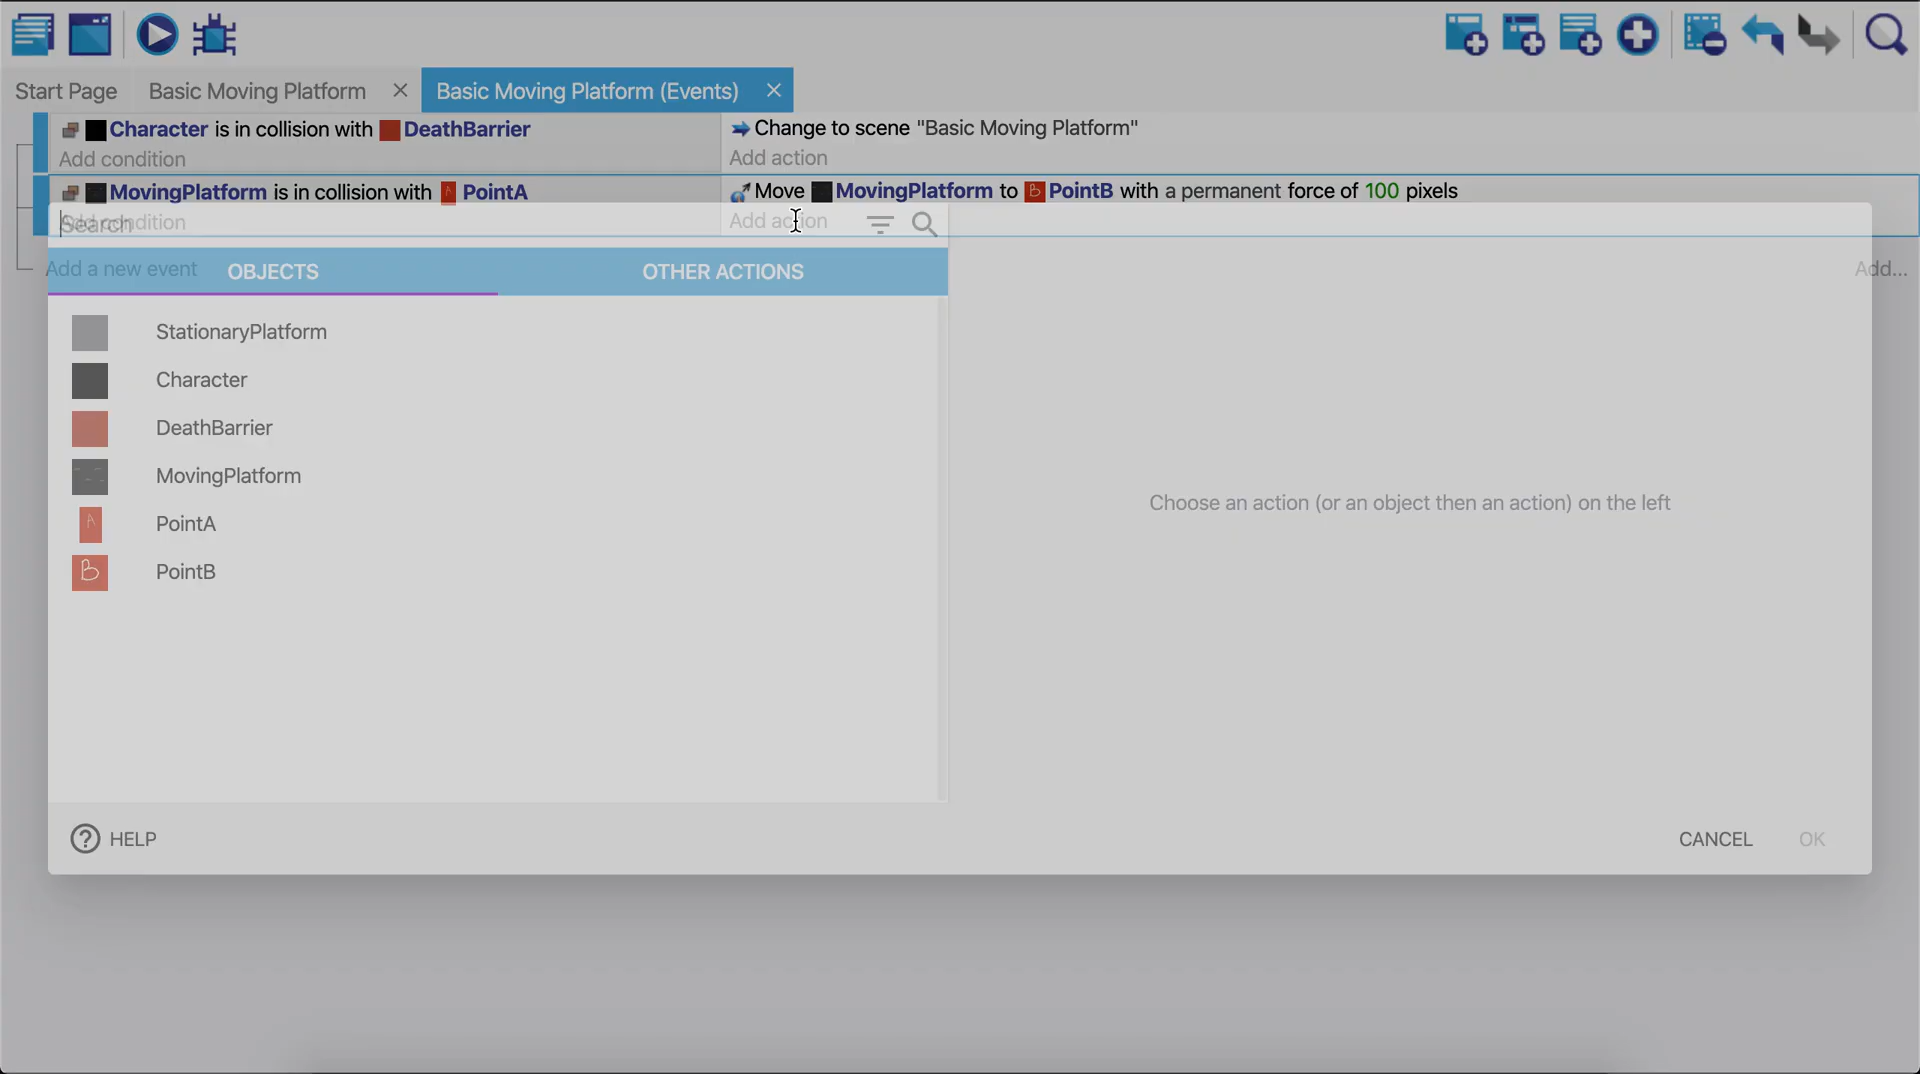 Start Page
Basic Moving Platform
Basic Moving Platform (Events)
Character is in collision with DeathBarrier
Change to scene "Basic Moving Platform"
Add condition
Add action
MovingPlatform is in collision with A PointA
Move MovingPlatform to B PointB with a permanent force of 100 pixels
Add condition
Search
Add action
Add a new event
OBJECTS
OTHER ACTIONS
Add...
StationaryPlatform
Character
DeathBarrier
MovingPlatform
A PointA
B PointB
Choose an action (or an object then an action) on the left
? HELP
CANCEL
OK